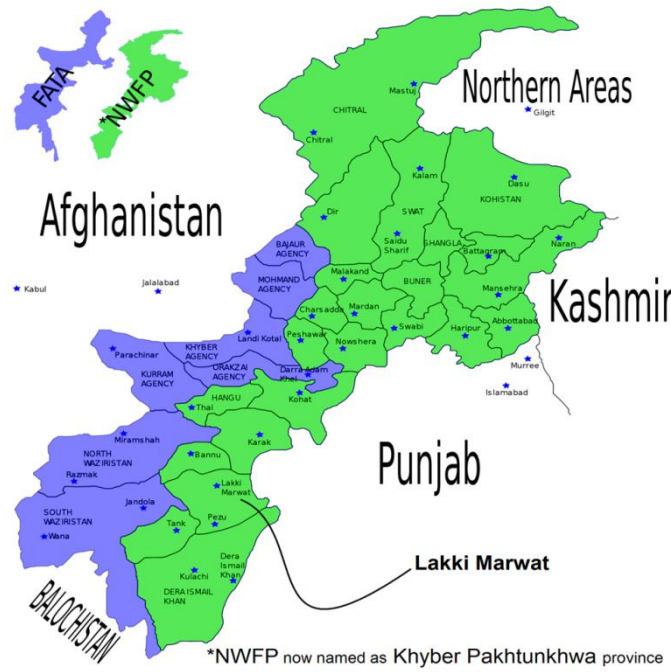 FATA
*NWFP
Northern Areas
Gilgit
Mastuj
CHITRAL
Chitral
Kalam
Dasu
KOHISTAN
Afghanistan
Dir
SWAT
Saidu
Sharif
SHANGLA
Battagram
Naran
BAJAUR
AGENCY
MOHMAND
AGENCY
Malakand
BUNER
Kashmir
Kabul
Jalalabad
Mansehra
Charsadda
Mardan
Swabi
Haripur
Abbottabad
Landi Kotal
Peshawar
Nowshera
Parachinar
KHYBER
AGENCY
Murree
KURRAM
AGENCY
ORAKZAI
AGENCY
Darra Adam
Khel
Islamabad
HANGU
Kohat
Thal
Miramshah
Karak
Punjab
NORTH
WAZIRISTAN
Bannu
Razmak
Lakki
Marwat
Jandola
SOUTH
WAZIRISTAN
Pezu
Tank
Wana
Lakki Marwat
Dera
Ismail
Khan
Kulachi
DERA ISMAIL
KHAN
BALOCHISTAN
*NWFP now named as Khyber Pakhtunkhwa province